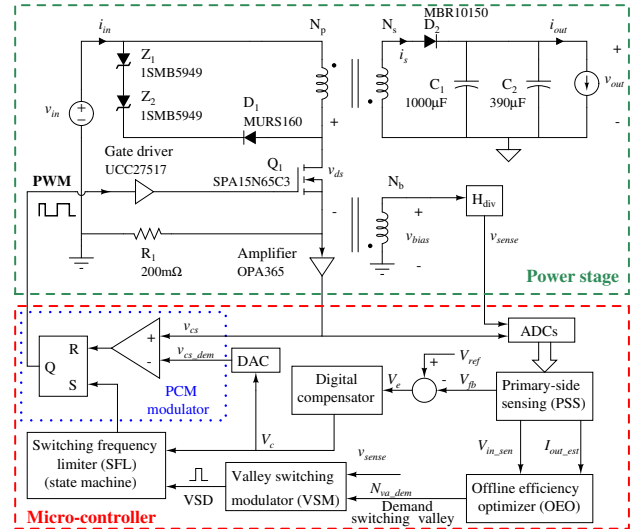 MBR10150
i_in
N_p
N_s
D_2
i_out
Z_1
1SMB5949
i_s
+
C_1
1000µF
C_2
390µF
v_out
-
v_in
+
-
Z_2
1SMB5949
D_1
MURS160
+
Gate driver
UCC27517
Q_1
SPA15N65C3
v_ds
PWM
N_b
H_div
-
+
v_bias
-
v_sense
R_1
200mΩ
Amplifier
OPA365
Power stage
v_cs
ADCs
R
Q
S
+
-
v_cs_dem
DAC
PCM
modulator
V_ref
+
Digital
compensator
V_e
-
V_fb
Primary-side
sensing (PSS)
V_c
Switching frequency
limiter (SFL)
(state machine)
v_sense
V_in_sen
I_out_est
VSD
Valley switching
modulator (VSM)
N_va_dem
Demand
switching valley
Offline efficiency
optimizer (OEO)
Micro-controller